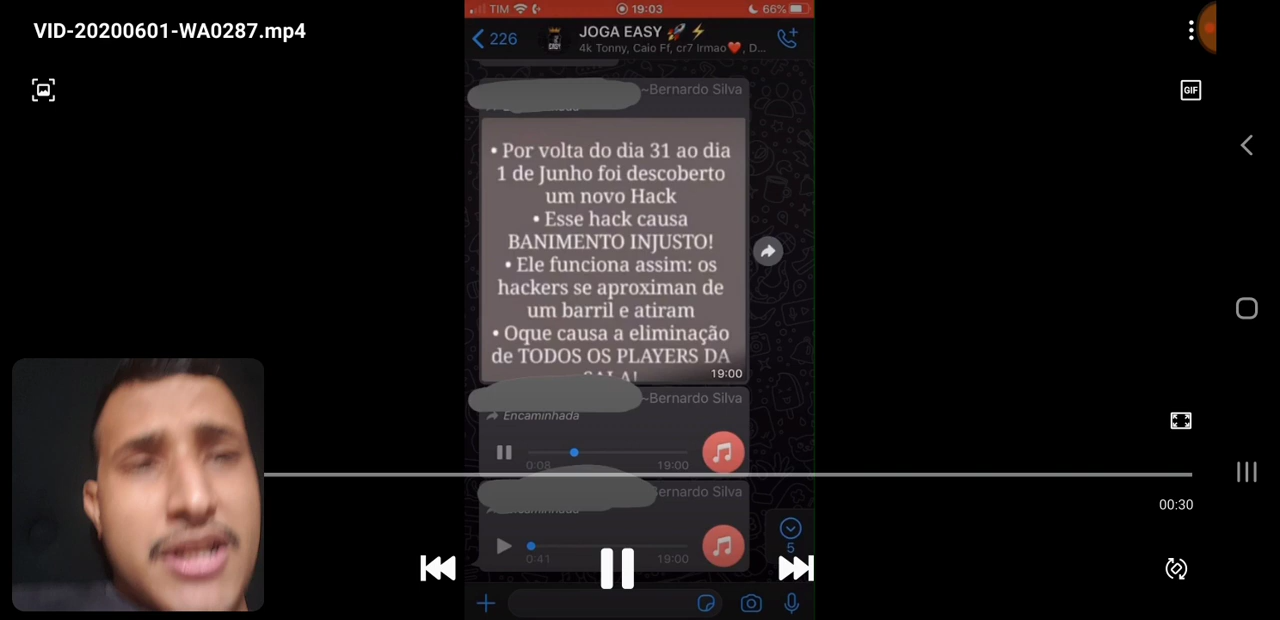 VID-20200601-WA0287.mp4
TIM
19:03
66%
226
JOGA EASY 🚀 ⚡
4k Tonny, Caio Ff, cr7 Irmao❤️, D...
GIF
~Bernardo Silva
• Por volta do dia 31 ao dia
1 de Junho foi descoberto
um novo Hack
• Esse hack causa
BANIMENTO INJUSTO!
• Ele funciona assim: os
hackers se aproximan de
um barril e atiram
• Oque causa a eliminação
de TODOS OS PLAYERS DA
SALA!
19:00
~Bernardo Silva
Encaminhada
0:08
19:00
Bernardo Silva
Encaminhada
0:41
19:00
5
00:30